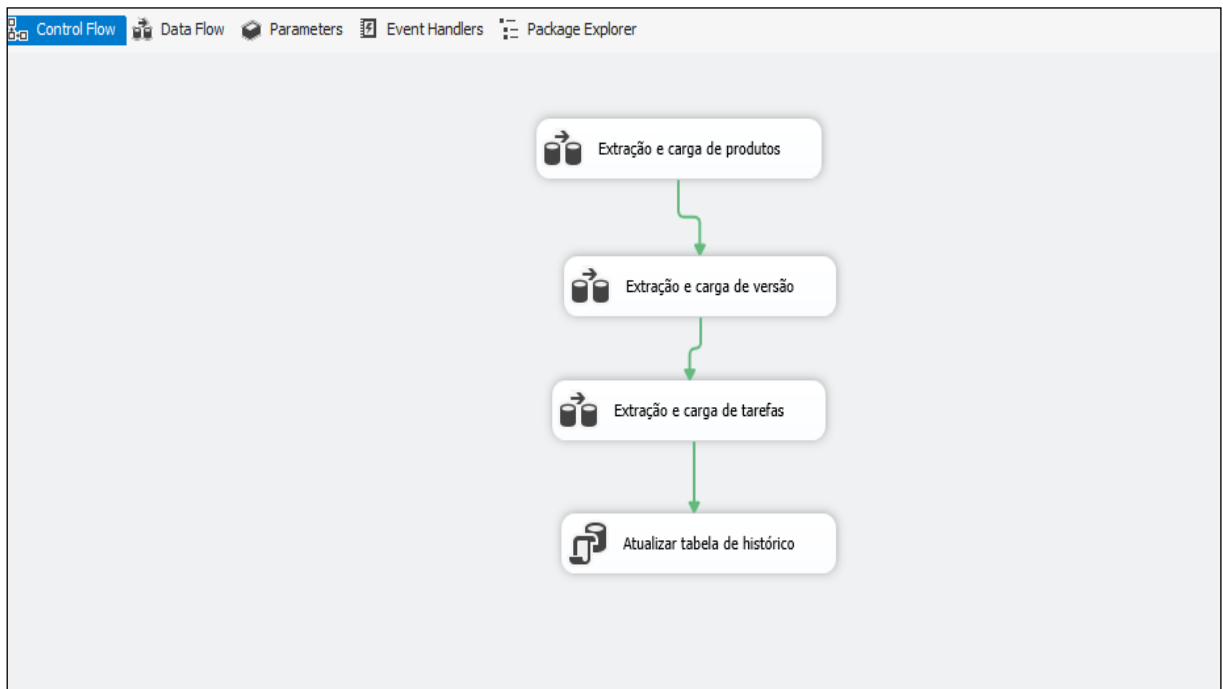 Control Flow Data Flow Parameters Event Handlers Package Explorer
Extração e carga de produtos
Extração e carga de versão
Extração e carga de tarefas
Atualizar tabela de histórico